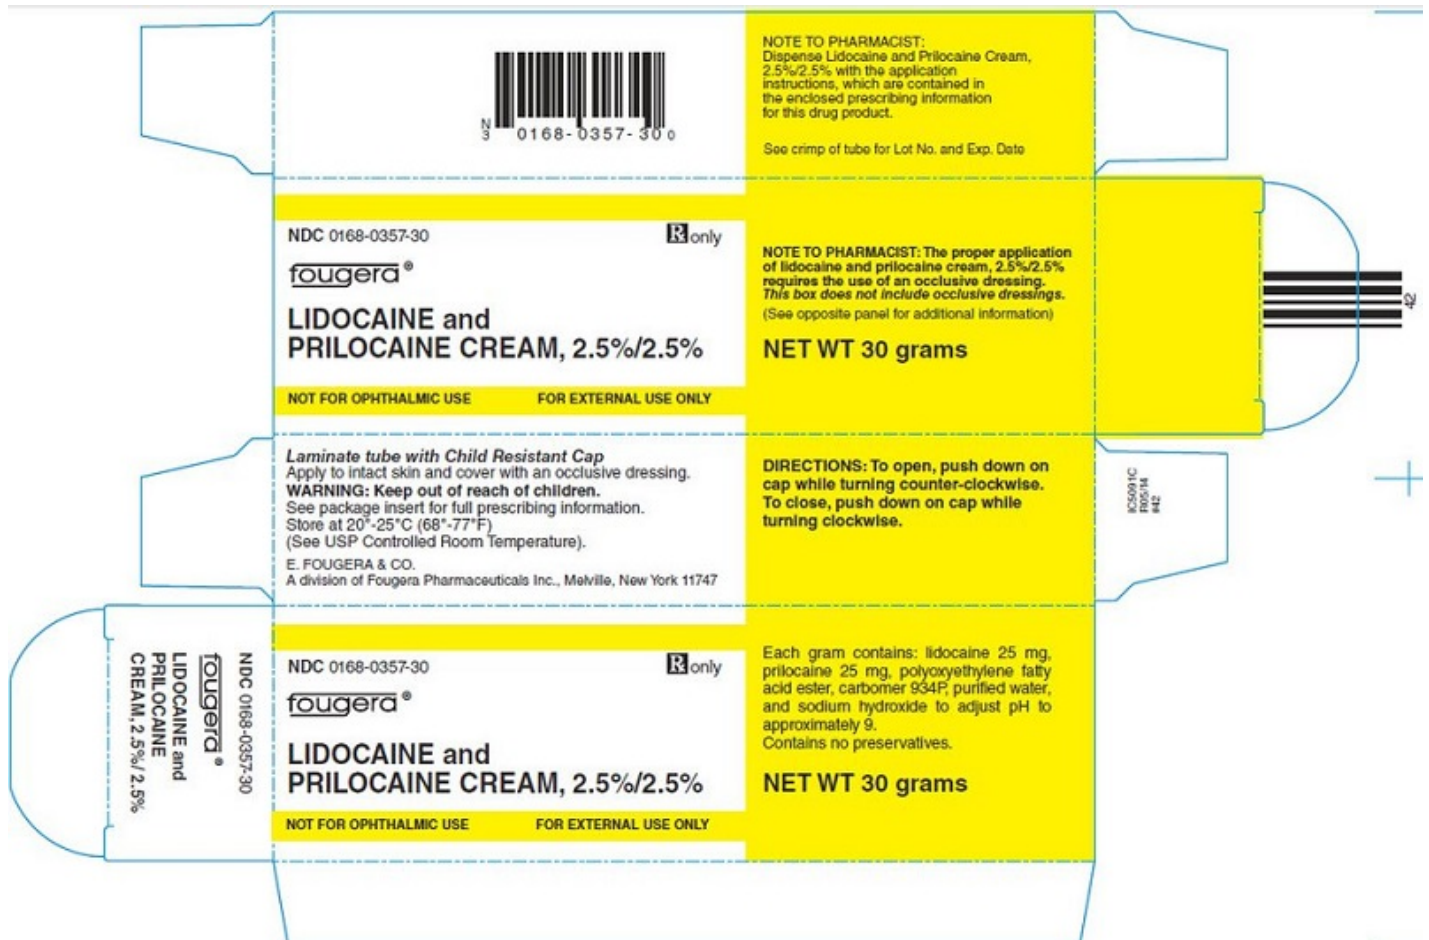 N
3
0168-0357-30 0
NOTE TO PHARMACIST:
Dispense Lidocaine and Prilocaine Cream,
2.5%/2.5% with the application
instructions, which are contained in
the enclosed prescribing information
for this drug product.
See crimp of tube for Lot No. and Exp. Date
NDC 0168-0357-30
Rx only
fougera®
LIDOCAINE and
PRILOCAINE CREAM, 2.5%/2.5%
NOT FOR OPHTHALMIC USE FOR EXTERNAL USE ONLY
NOTE TO PHARMACIST: The proper application
of lidocaine and prilocaine cream, 2.5%/2.5%
requires the use of an occlusive dressing.
This box does not include occlusive dressings.
(See opposite panel for additional information)
NET WT 30 grams
42
Laminate tube with Child Resistant Cap
Apply to intact skin and cover with an occlusive dressing.
WARNING: Keep out of reach of children.
See package insert for full prescribing information.
Store at 20°-25°C (68°-77°F)
(See USP Controlled Room Temperature).
E. FOUGERA & CO.
A division of Fougera Pharmaceuticals Inc., Melville, New York 11747
DIRECTIONS: To open, push down on
cap while turning counter-clockwise.
To close, push down on cap while
turning clockwise.
R05/14
#42
NDC 0168-0357-30
fougera®
LIDOCAINE and
PRILOCAINE
CREAM, 2.5%/ 2.5%
NDC 0168-0357-30
Rx only
fougera®
LIDOCAINE and
PRILOCAINE CREAM, 2.5%/2.5%
NOT FOR OPHTHALMIC USE FOR EXTERNAL USE ONLY
Each gram contains: lidocaine 25 mg,
prilocaine 25 mg, polyoxyethylene fatty
acid ester, carbomer 934P, purified water,
and sodium hydroxide to adjust pH to
approximately 9.
Contains no preservatives.
NET WT 30 grams